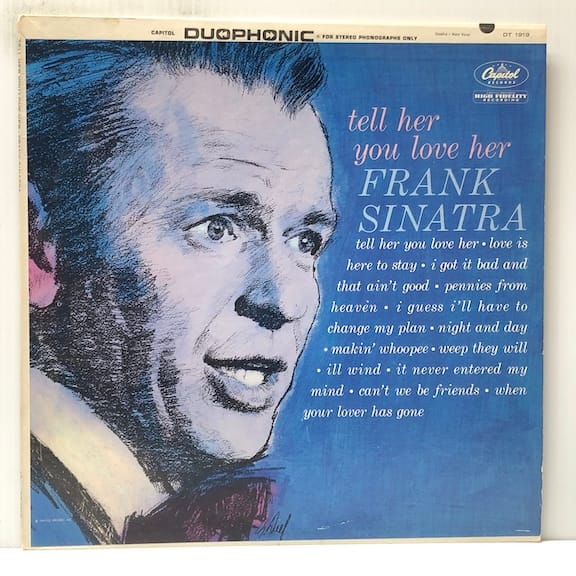 CAPITOL DUOPHONIC FOR STEREO PHONOGRAPHS ONLY
DT 1919
Capitol
RECORDS
HIGH FIDELITY
RECORDING
tell her
you love her
FRANK
SINATRA
tell her you love her • love is
here to stay • i got it bad and
that ain't good • pennies from
heaven • i guess i'll have to
change my plan • night and day
• makin' whoopee • weep they will
• ill wind • it never entered my
mind • can't we be friends • when
your lover has gone